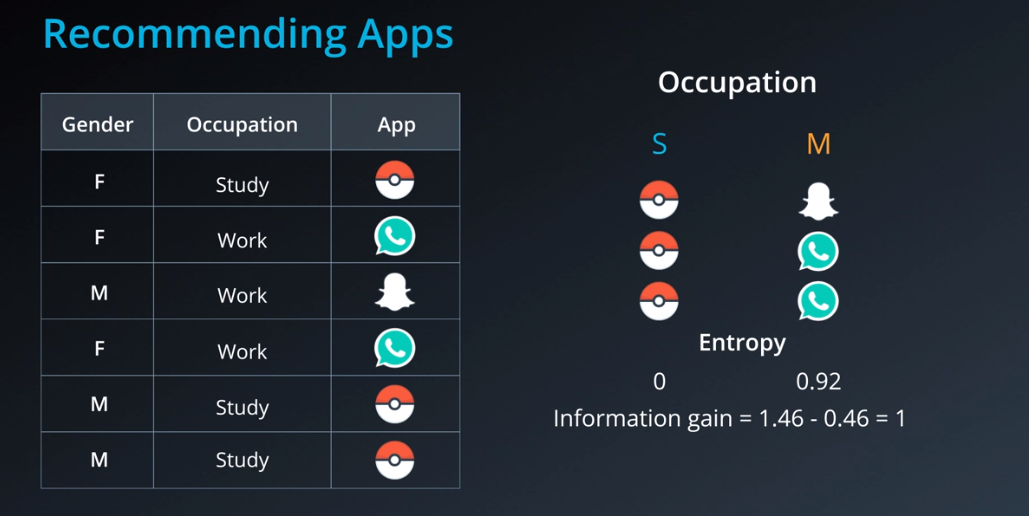 Recommending Apps
Gender Occupation App
F Study
F Work
M Work
F Work
M Study
M Study
Occupation
S M
Entropy
0 0.92
Information gain = 1.46 - 0.46 = 1